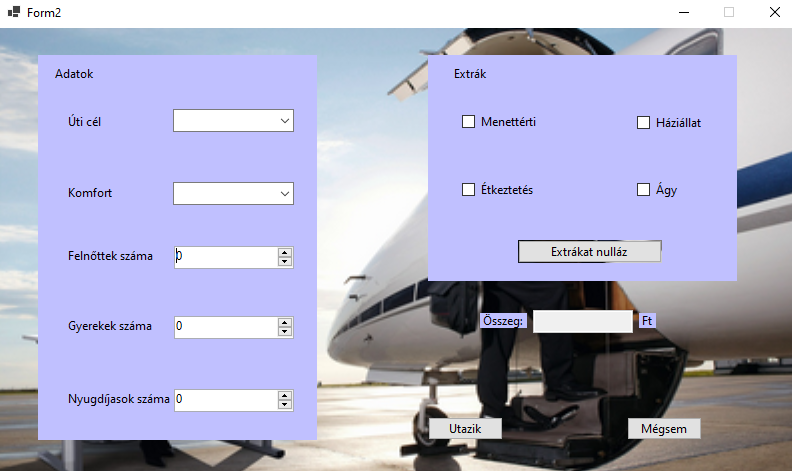 Form2
Adatok
Úti cél
Komfort
Felnőttek száma 0
Gyerekek száma 0
Nyugdíjasok száma 0
Extrák
Menettérti Háziállat
Étkeztetés Ágy
Extrákat nulláz
Összeg: Ft
Utazik Mégsem